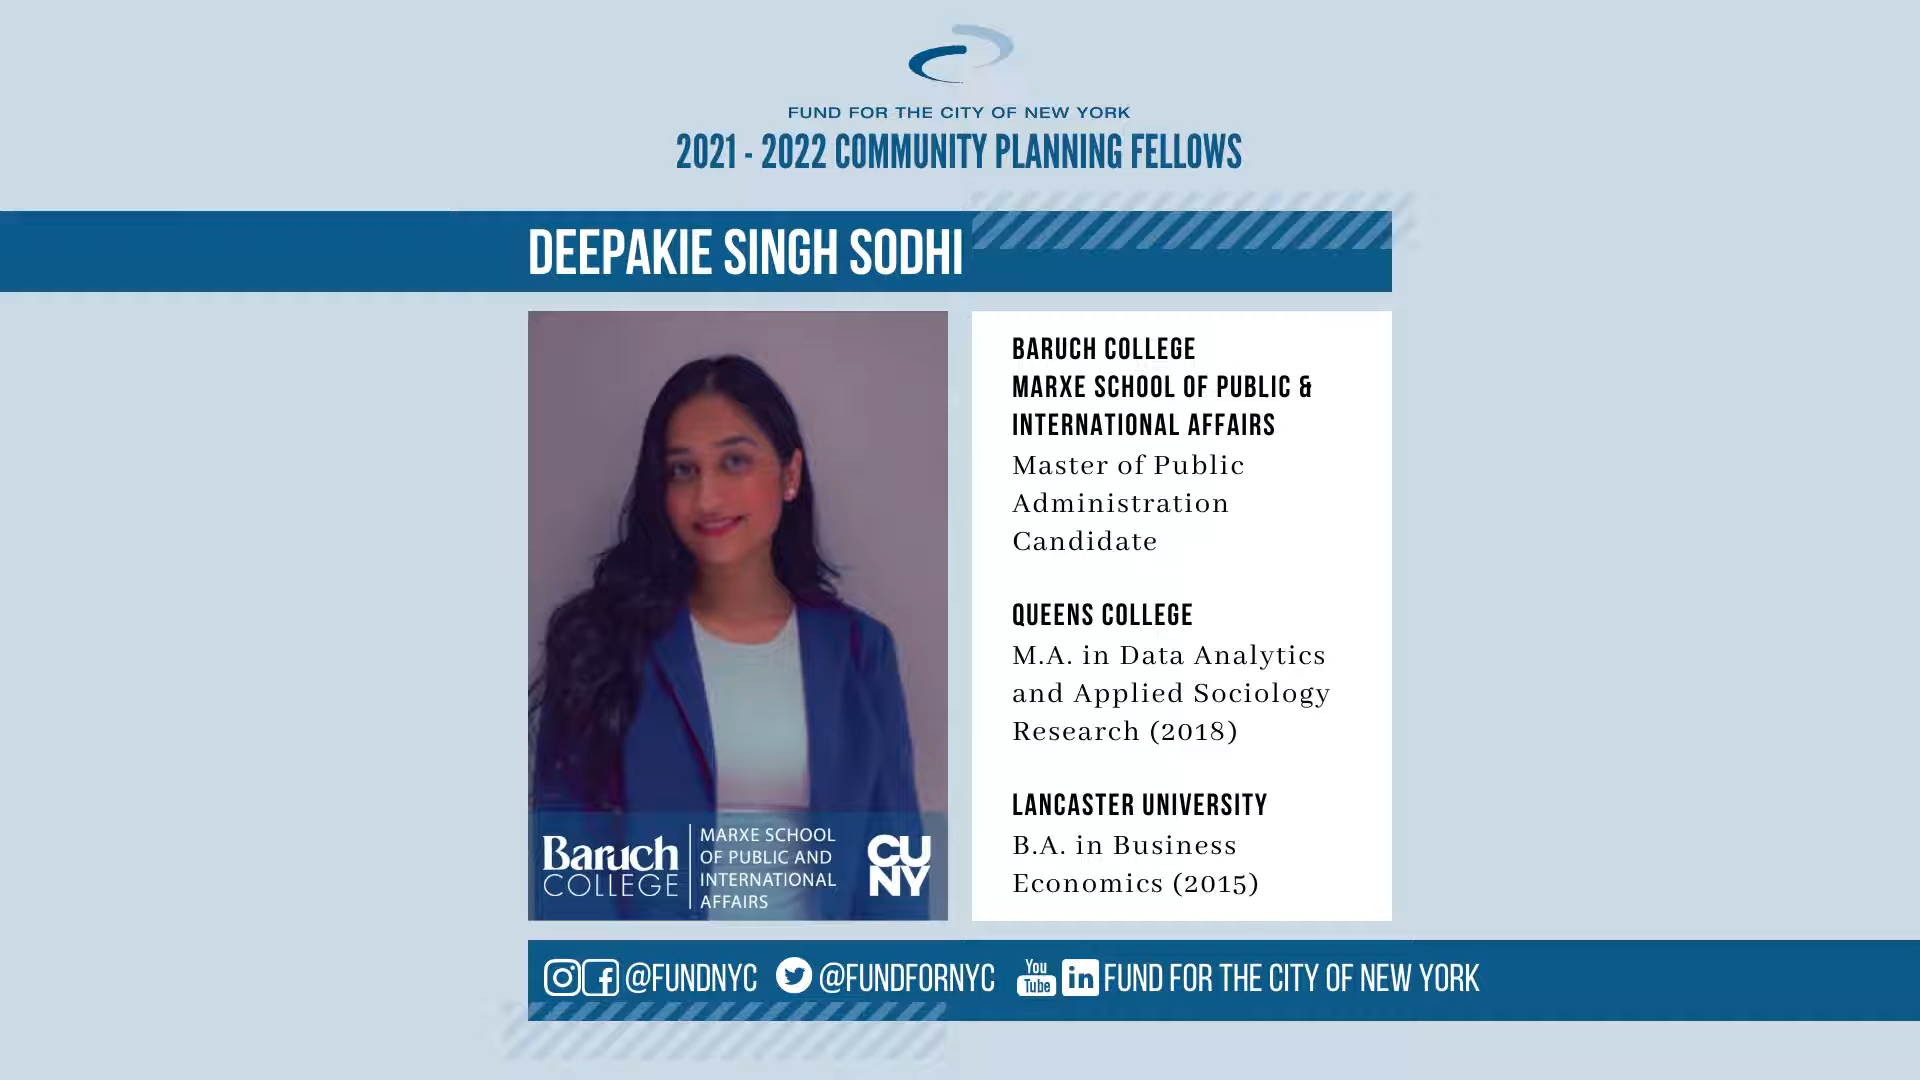 FUND FOR THE CITY OF NEW YORK
2021 - 2022 COMMUNITY PLANNING FELLOWS
DEEPAKIE SINGH SODHI
BARUCH COLLEGE
MARXE SCHOOL OF PUBLIC &
INTERNATIONAL AFFAIRS
Master of Public
Administration
Candidate
QUEENS COLLEGE
M.A. in Data Analytics
and Applied Sociology
Research (2018)
LANCASTER UNIVERSITY
B.A. in Business
Economics (2015)
Baruch
COLLEGE
MARXE SCHOOL
OF PUBLIC AND
INTERNATIONAL
AFFAIRS
CU
NY
@FUNDNYC @FUNDFORNYC You Tube in FUND FOR THE CITY OF NEW YORK